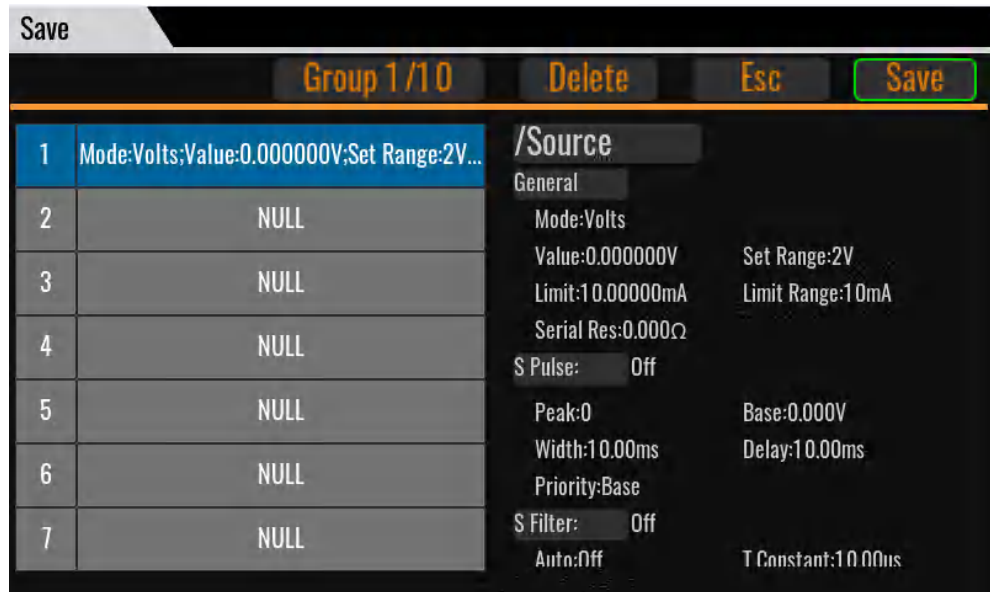 Save
Group 1/10 Delete Esc Save
1 Mode:Volts;Value:0.000000V;Set Range:2V...
2 NULL
3 NULL
4 NULL
5 NULL
6 NULL
7 NULL
/Source
General
Mode:Volts
Value:0.000000V Set Range:2V
Limit:10.00000mA Limit Range:10mA
Serial Res:0.000Ω
S Pulse: Off
Peak:0 Base:0.000V
Width:10.00ms Delay:10.00ms
Priority:Base
S Filter: Off
Auto:Off T Constant:10.00us